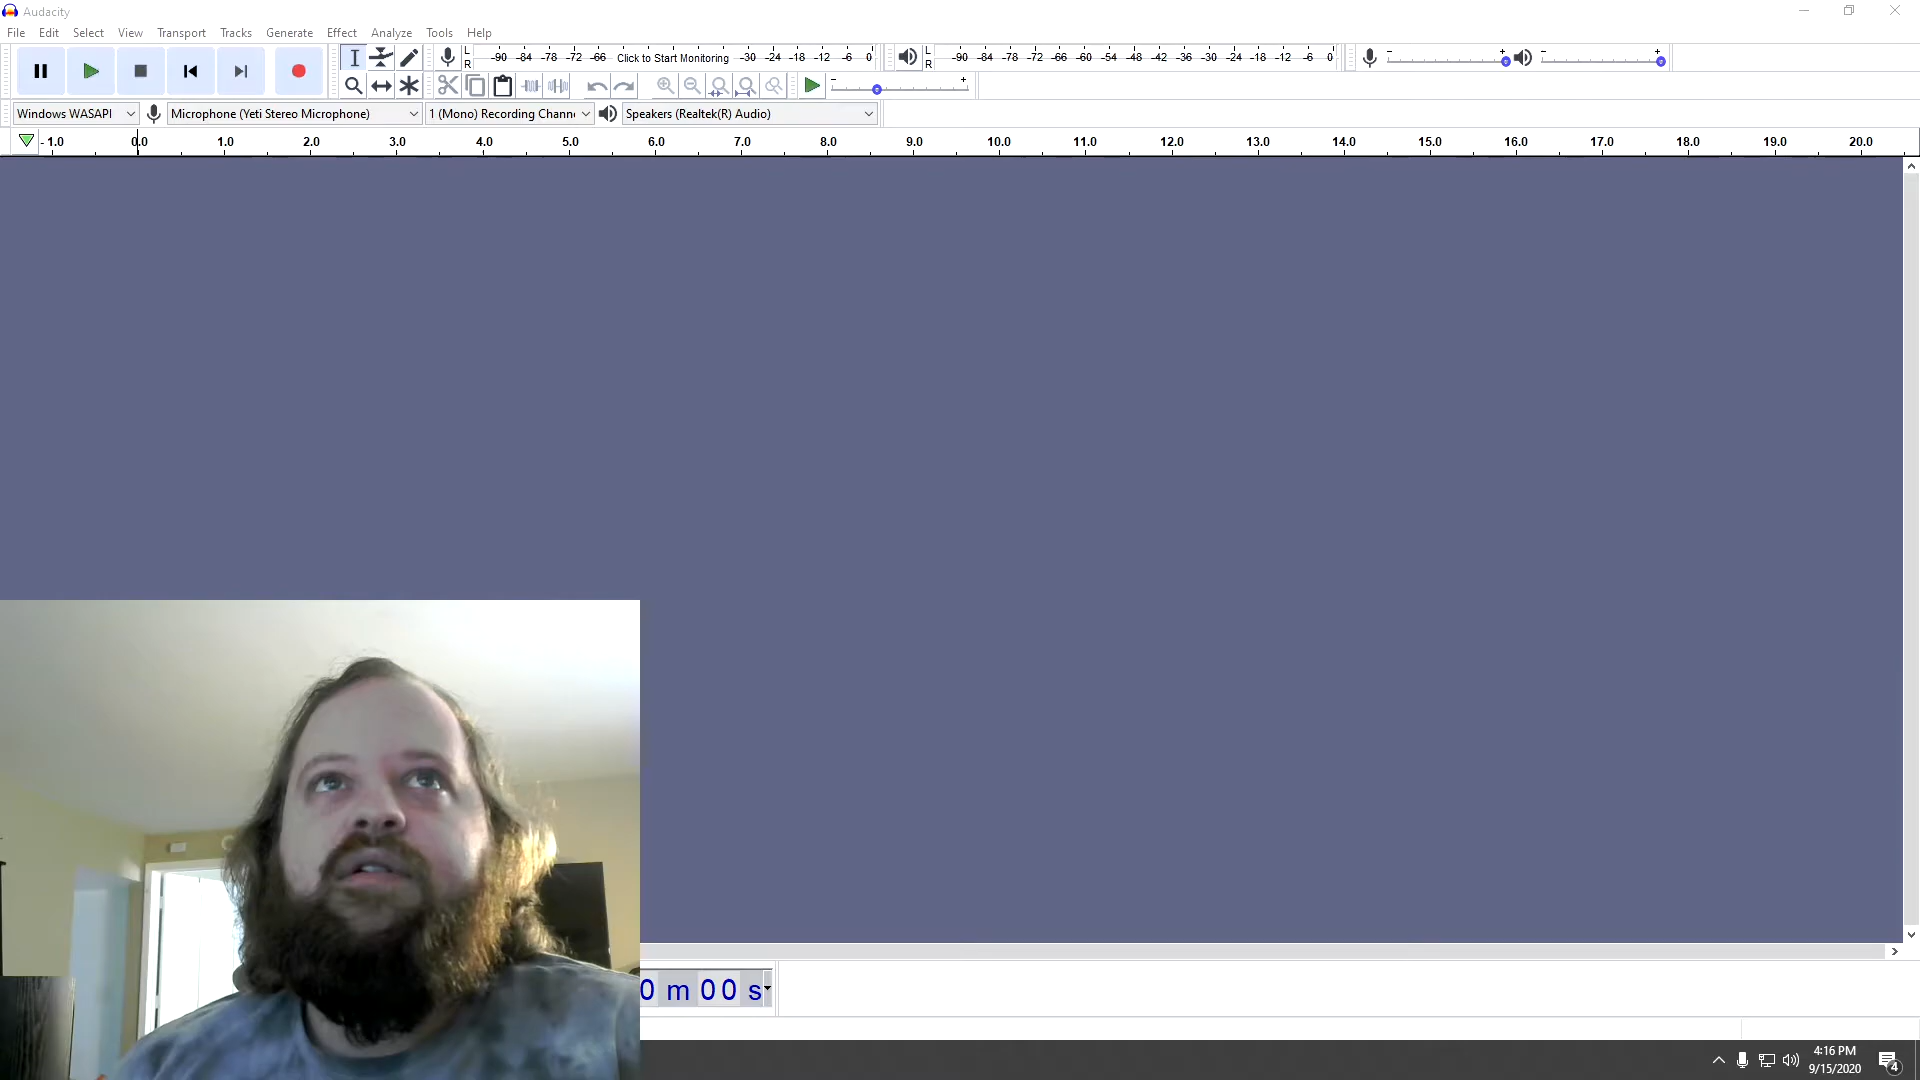 Audacity
File Edit Select View Transport Tracks Generate Effect Analyze Tools Help
L -90 -84 -78 -72 -66 Click to Start Monitoring -30 -24 -18 -12 -6 0 L -90 -84 -78 -72 -66 -60 -54 -48 -42 -36 -30 -24 -18 -12 -6 0
R R
Windows WASAPI Microphone (Yeti Stereo Microphone) 1 (Mono) Recording Chann Speakers (Realtek(R) Audio)
- 1.0 0.0 1.0 2.0 3.0 4.0 5.0 6.0 7.0 8.0 9.0 10.0 11.0 12.0 13.0 14.0 15.0 16.0 17.0 18.0 19.0 20.0
0 m 00 s
4:16 PM
9/15/2020
4